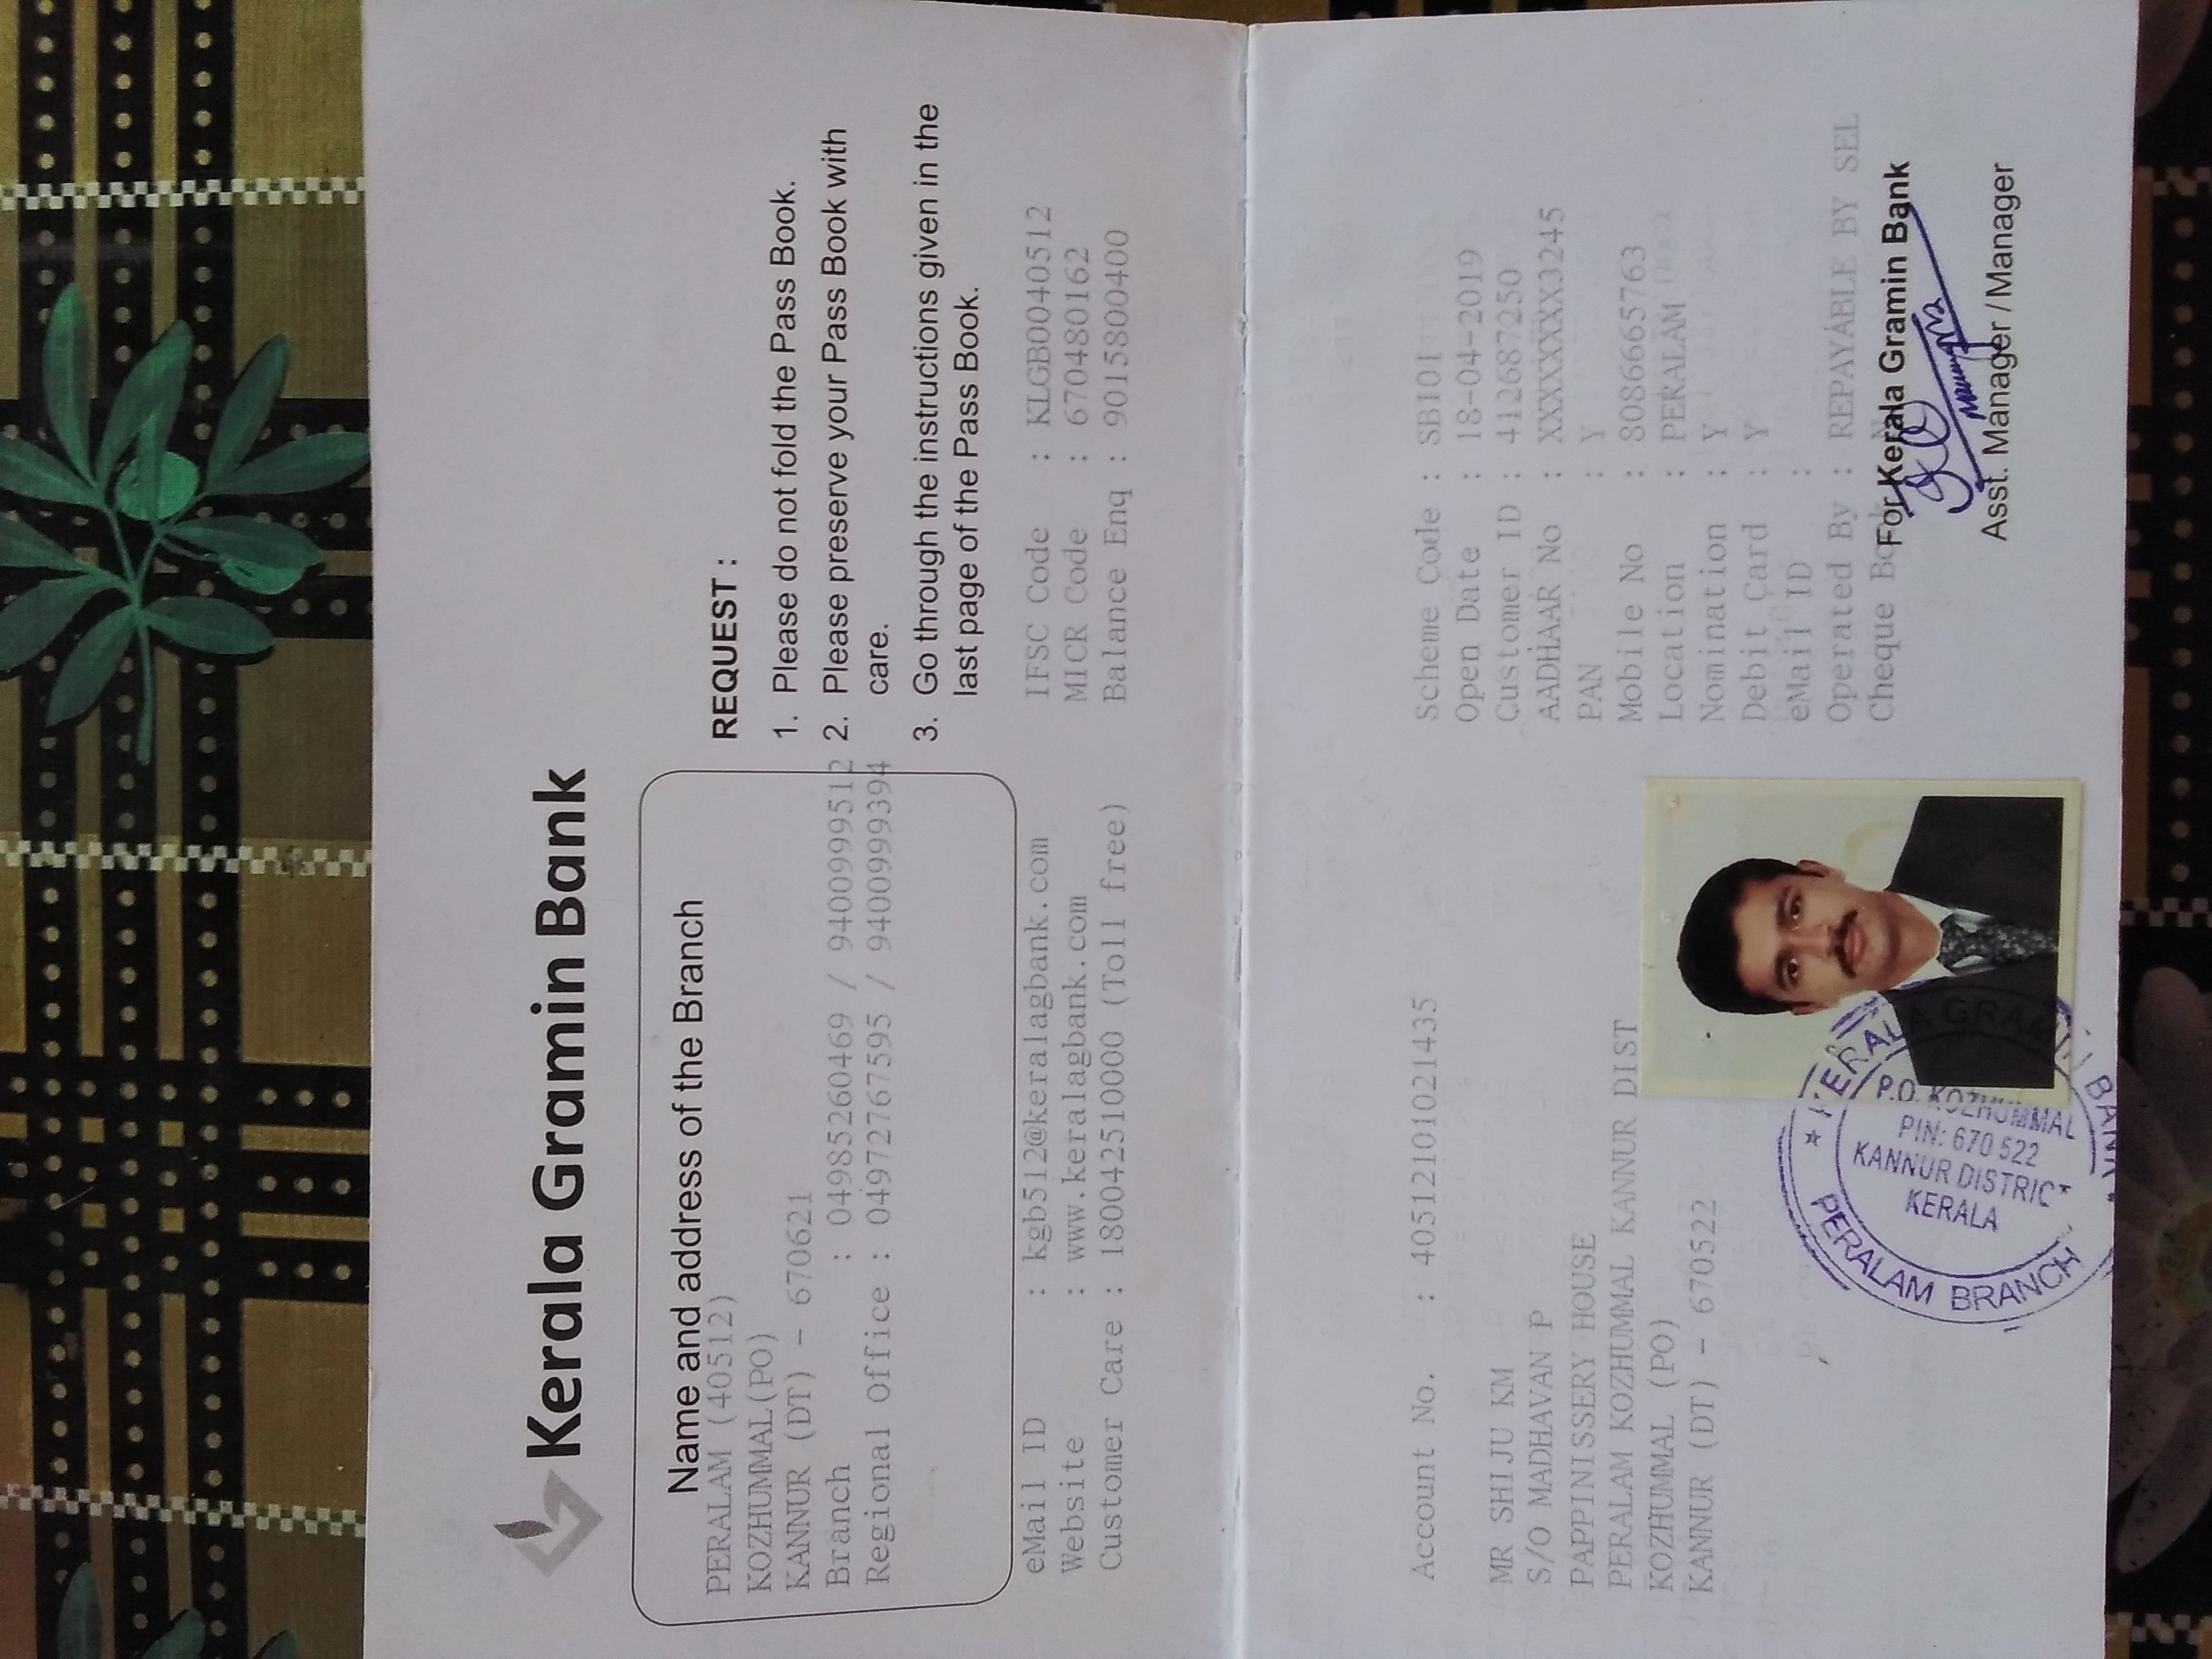 Kerala Gramin Bank
Name and address of the Branch
PERALAM (40512)
KOZHUMMAL(PO)
KANNUR (DT) - 670621
Branch : 04985260469 / 9400999512
Regional Office : 04972767595 / 9400999394
REQUEST :
1. Please do not fold the Pass Book.
2. Please preserve your Pass Book with
care.
3. Go through the instructions given in the
last page of the Pass Book.
eMail ID : kgb512@keralagbank.com
Website : www.keralagbank.com
Customer Care : 180042510000 (Toll free)
IFSC Code : KLGB0040512
MICR Code : 670480162
Balance Enq : 9015800400
Account No. : 40512101021435
MR SHIJU KM
S/O MADHAVAN P
PAPPINISSERY HOUSE
PERALAM KOZHUMMAL KANNUR DIST
KOZHUMMAL (PO)
KANNUR (DT) - 670522
Scheme Code : SB101
Open Date : 18-04-2019
Customer ID : 412687250
AADHAAR No : XXXXXXXX3245
PAN : Y
Mobile No : 8086665763
Location : PERALAM
Nomination : Y
Debit Card : Y
eMail ID :
Operated By : REPAYABLE BY SEL
Cheque Book : N
For Kerala Gramin Bank
Asst. Manager / Manager
KERALA GRAMIN BANK
PERALAM BRANCH
P.O. KOZHUMMAL
PIN: 670 522
KANNUR DISTRICT
KERALA